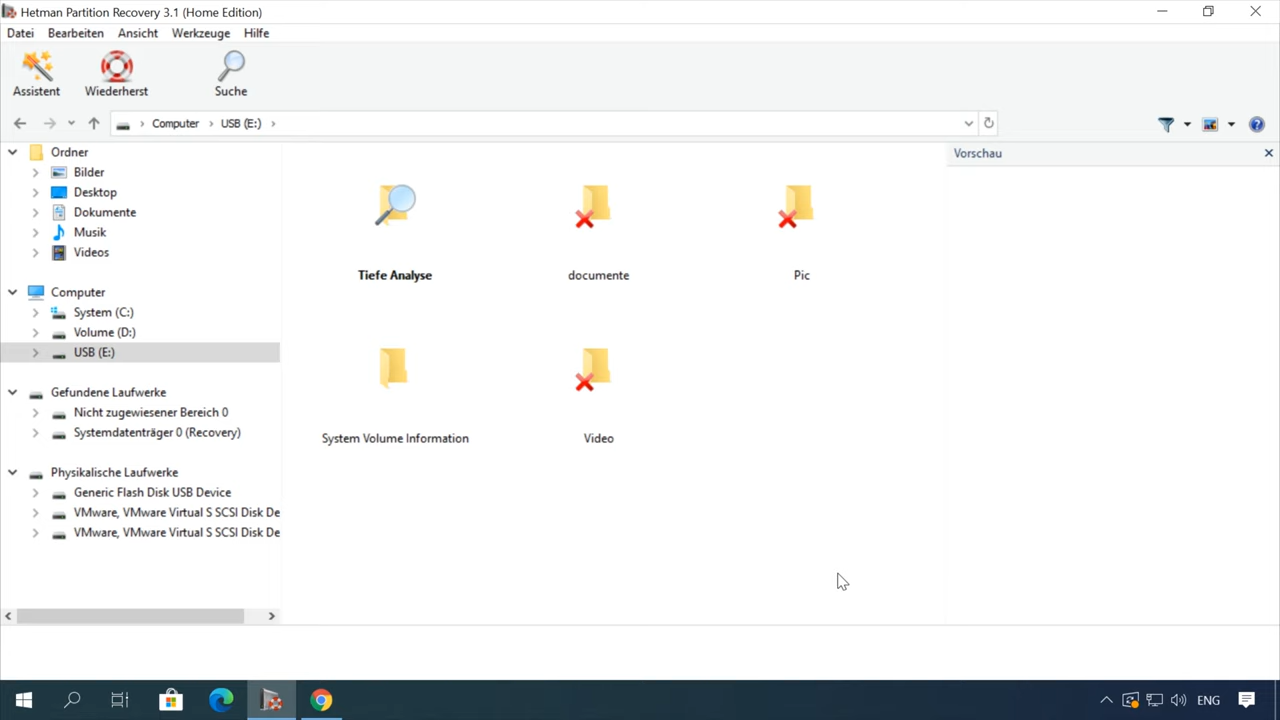 Hetman Partition Recovery 3.1 (Home Edition)
Datei Bearbeiten Ansicht Werkzeuge Hilfe
Assistent Wiederherst Suche
Computer USB (E:)
Ordner
Bilder
Desktop
Dokumente
Musik
Videos
Computer
System (C:)
Volume (D:)
USB (E:)
Gefundene Laufwerke
Nicht zugewiesener Bereich 0
Systemdatenträger 0 (Recovery)
Physikalische Laufwerke
Generic Flash Disk USB Device
VMware, VMware Virtual S SCSI Disk De
VMware, VMware Virtual S SCSI Disk De
Tiefe Analyse
documente
Pic
System Volume Information
Video
Vorschau
ENG